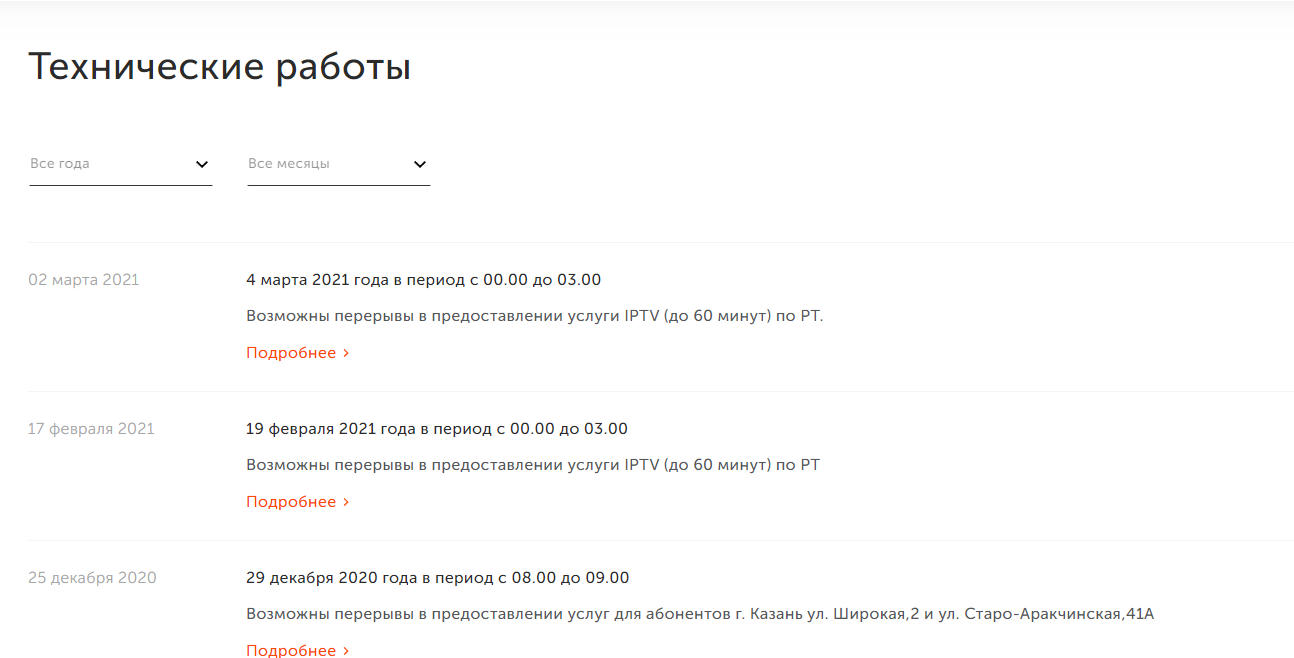 Технические работы
Все года
Все месяцы
02 марта 2021
4 марта 2021 года в период с 00.00 до 03.00
Возможны перерывы в предоставлении услуги IPTV (до 60 минут) по РТ.
Подробнее >
17 февраля 2021
19 февраля 2021 года в период с 00.00 до 03.00
Возможны перерывы в предоставлении услуги IPTV (до 60 минут) по РТ
Подробнее >
25 декабря 2020
29 декабря 2020 года в период с 08.00 до 09.00
Возможны перерывы в предоставлении услуг для абонентов г. Казань ул. Широкая,2 и ул. Старо-Аракчинская,41А
Подробнее >